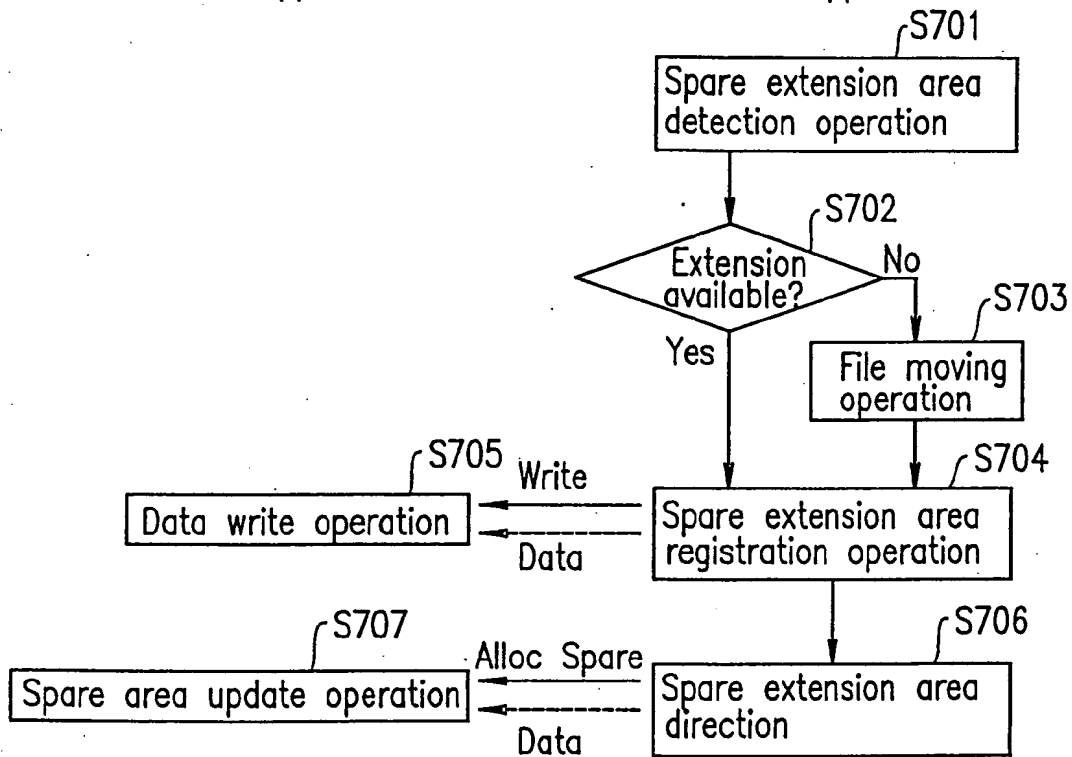 S701
Spare extension area
detection operation
S702
Extension
available?
No
Yes
S703
File moving
operation
S705
Write
Data write operation
Data
S704
Spare extension area
registration operation
S707
Alloc Spare
Spare area update operation
Data
S706
Spare extension area
direction